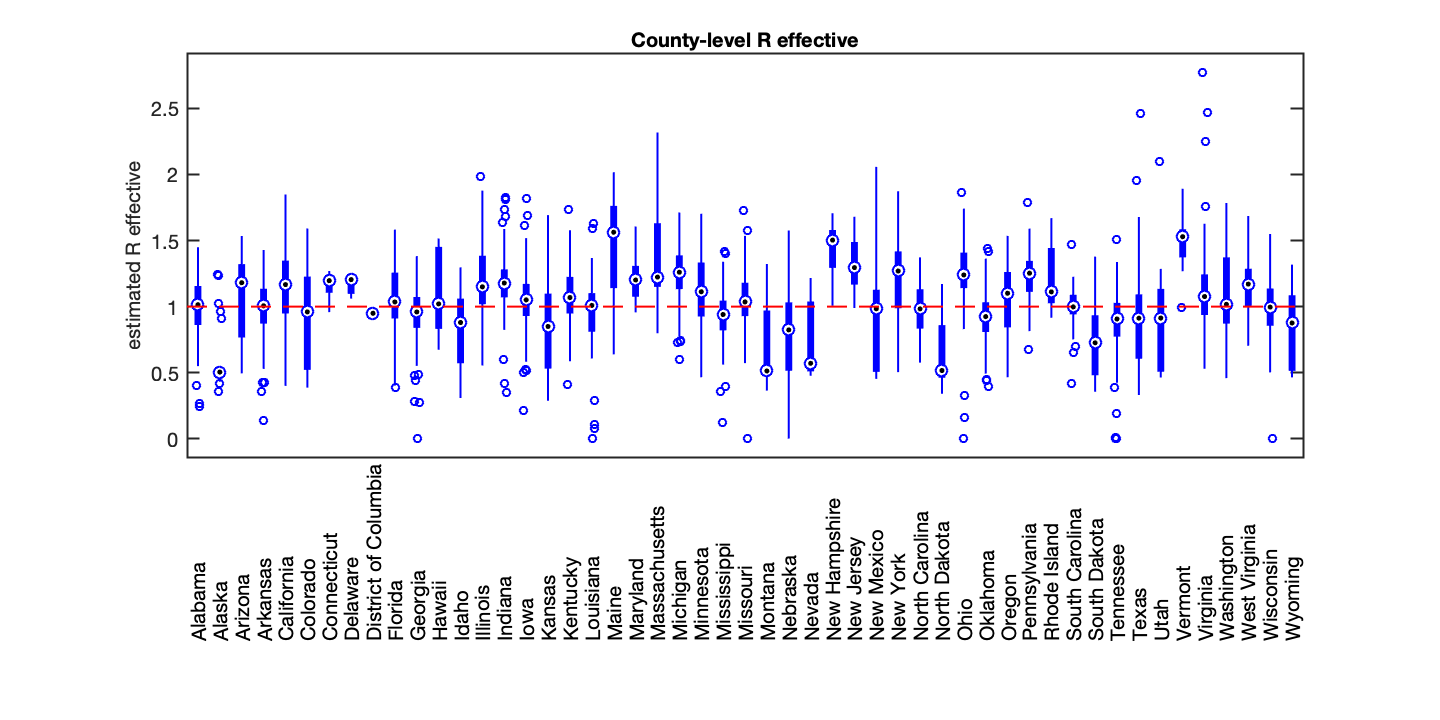 County-level R effective
estimated R effective
2.5
2
1.5
1
0.5
0
Alabama
Alaska
Arizona
Arkansas
California
Colorado
Connecticut
Delaware
District of Columbia
Florida
Georgia
Hawaii
Idaho
Illinois
Indiana
Iowa
Kansas
Kentucky
Louisiana
Maine
Maryland
Massachusetts
Michigan
Minnesota
Mississippi
Missouri
Montana
Nebraska
Nevada
New Hampshire
New Jersey
New Mexico
New York
North Carolina
North Dakota
Ohio
Oklahoma
Oregon
Pennsylvania
Rhode Island
South Carolina
South Dakota
Tennessee
Texas
Utah
Vermont
Virginia
Washington
West Virginia
Wisconsin
Wyoming